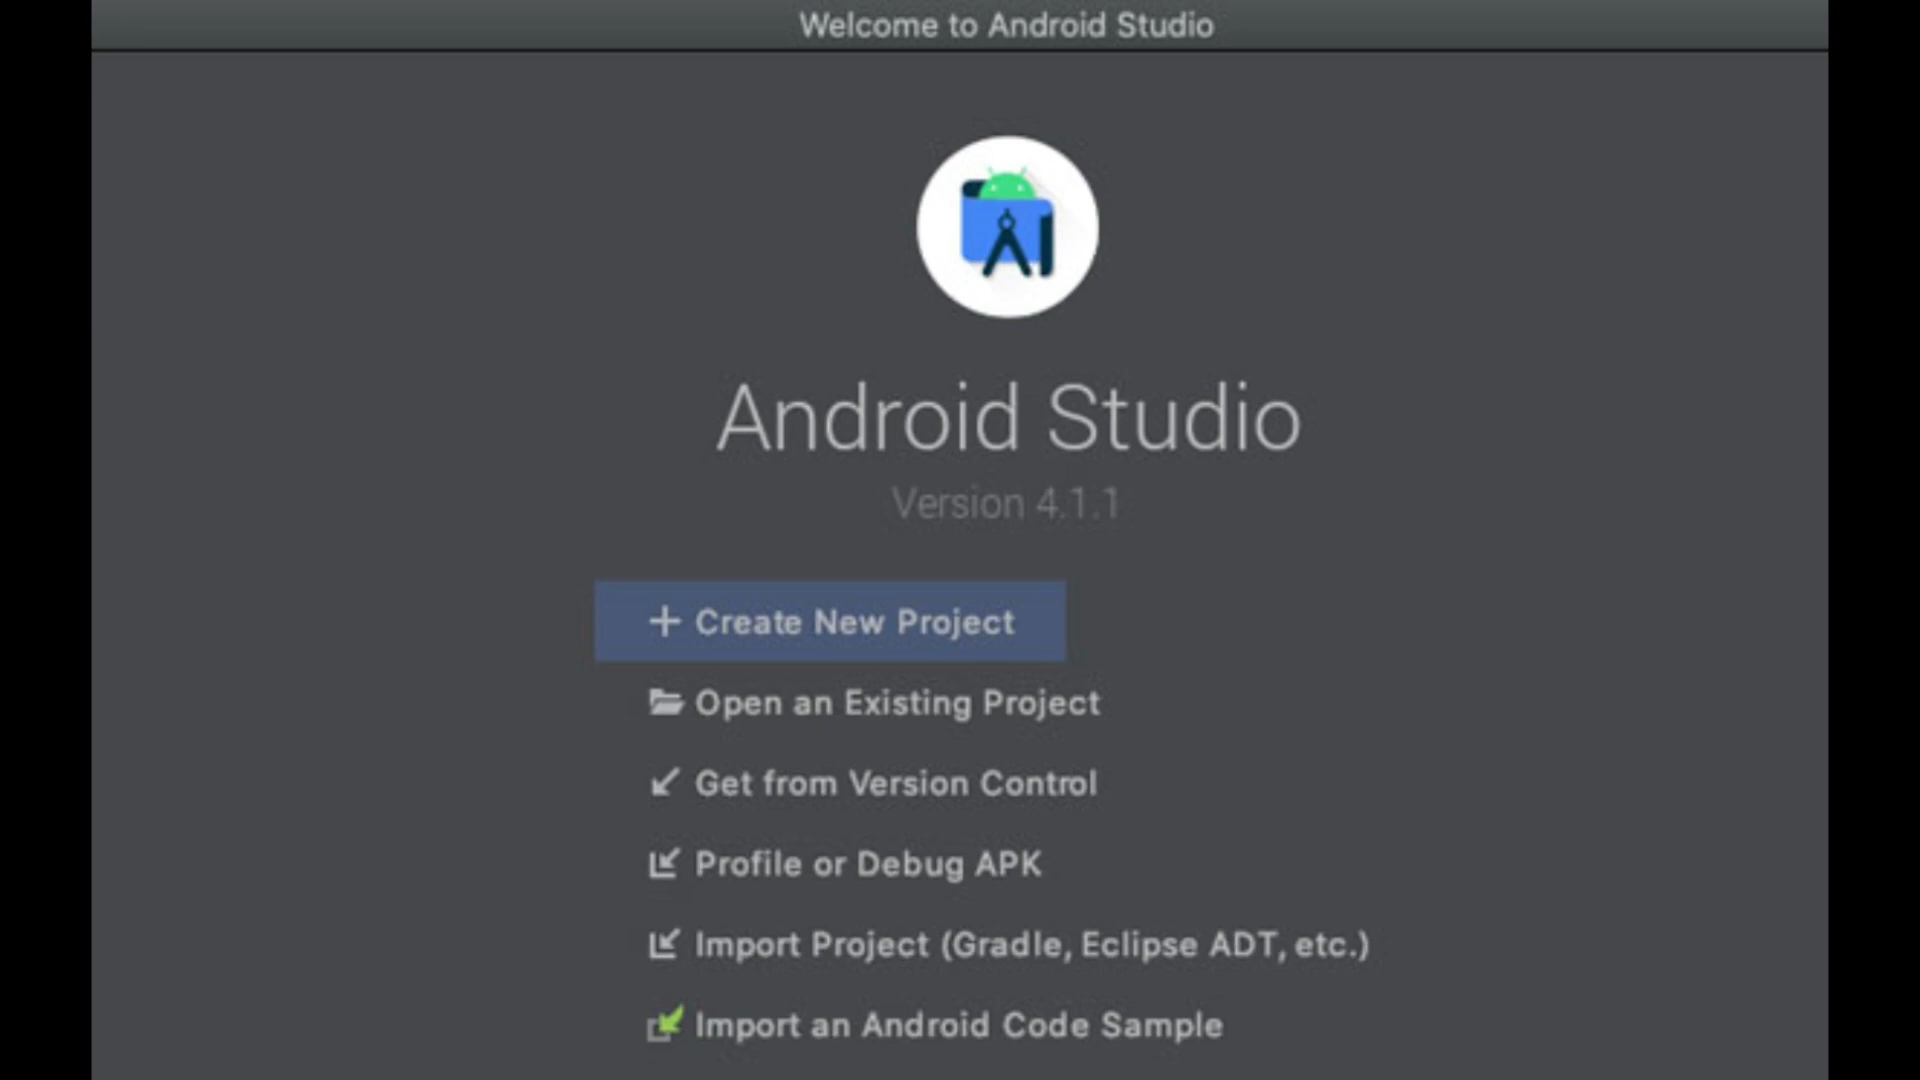 Welcome to Android Studio
Android Studio
Version 4.1.1
Create New Project
Open an Existing Project
Get from Version Control
Profile or Debug APK
Import Project (Gradle, Eclipse ADT, etc.)
Import an Android Code Sample